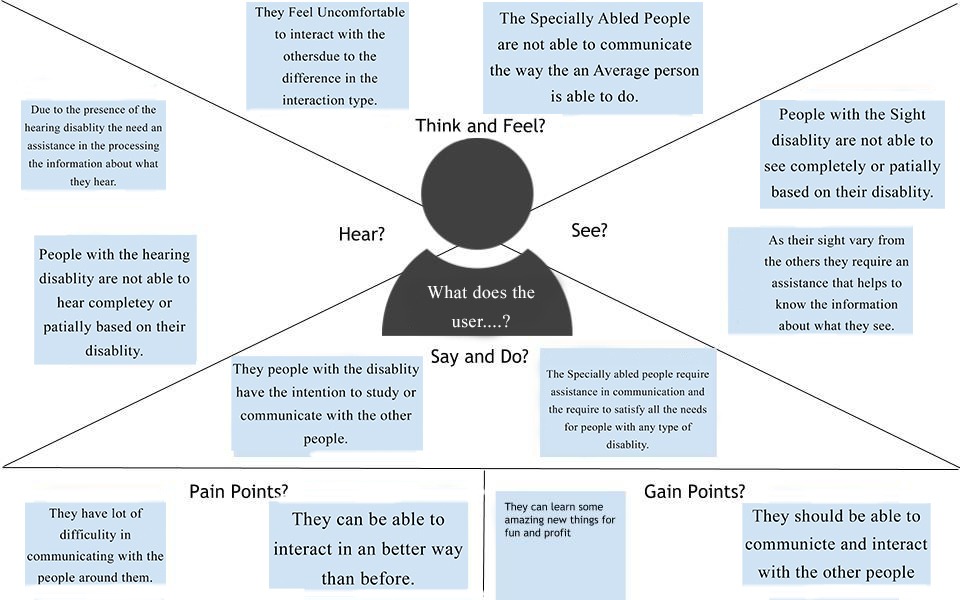 They Feel Uncomfortable
to interact with the
othersdue to the
difference in the
interaction type.
The Specially Abled People
are not able to communicate
the way the an Average person
is able to do.
Think and Feel?
Due to the presence of the
hearing disablity the need an
assistance in the processing
the information about what
they hear.
People with the Sight
disablity are not able to
see completely or patially
based on their disablity.
Hear?
See?
People with the hearing
disablity are not able to
hear completey or
patially based on their
disablity.
As their sight vary from
the others they require an
assistance that helps to
know the information
about what they see.
What does the
user....?
Say and Do?
They people with the disablity
have the intention to study or
communicate with the other
people.
The Specially abled people require
assistance in communication and
the require to satisfy all the needs
for people with any type of
disablity.
Pain Points?
Gain Points?
They have lot of
difficulty in
communicating with the
people around them.
They can be able to
interact in an better way
than before.
They can learn some
amazing new things for
fun and profit
They should be able to
communicte and interact
with the other people